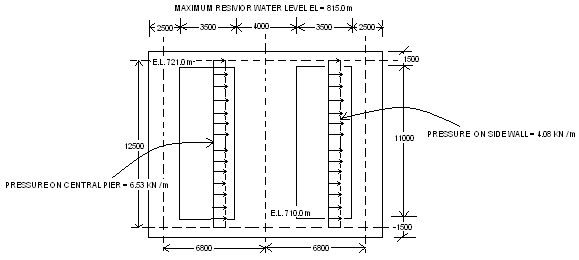 MAXIMUM RESIVIOR WATER LEVEL EL = 815.0 m
2500 3500 4000 3500 2500
E.L. 721.0 m
1500
12500
11000
PRESSURE ON SIDEWALL = 4.08 KN /m
PRESSURE ON CENTRAL PIER = 6.53 KN /m
E.L. 710.0 m
1500
6800 6800